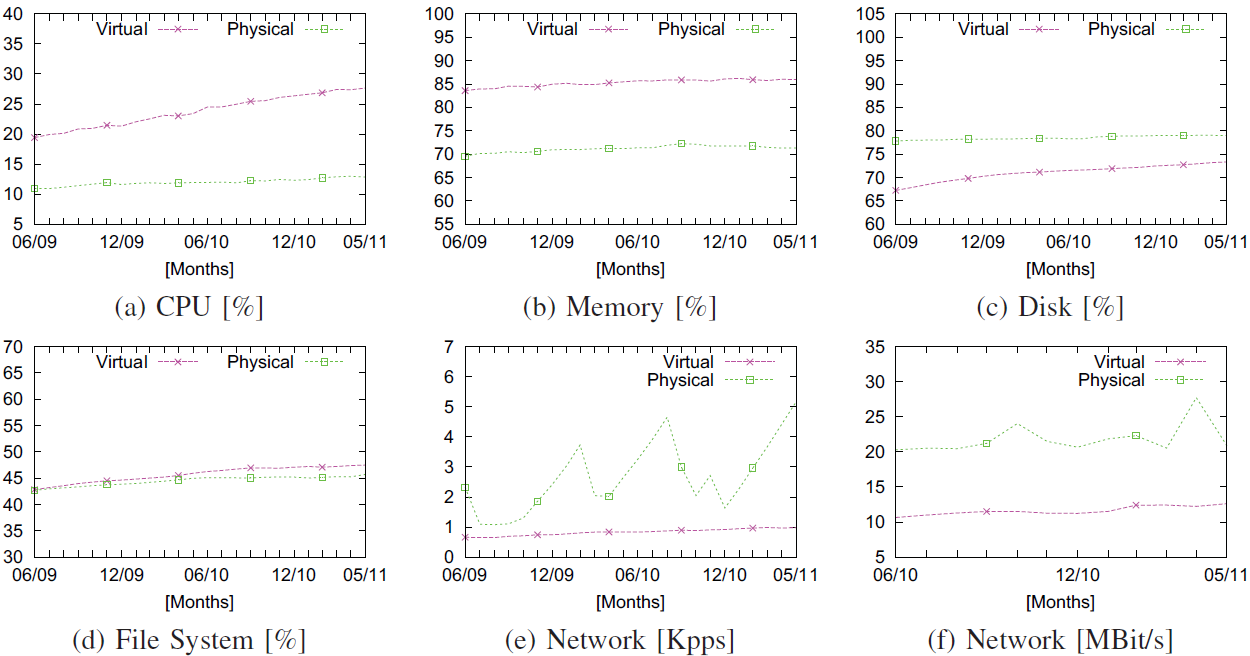 40
35
30
25
20
15
10
5
Virtual Physical
06/09 12/09 06/10 12/10 05/11
[Months]
(a) CPU [%]
100
95
90
85
80
75
70
65
60
55
Virtual Physical
06/09 12/09 06/10 12/10 05/11
[Months]
(b) Memory [%]
105
100
95
90
85
80
75
70
65
60
Virtual Physical
06/09 12/09 06/10 12/10 05/11
[Months]
(c) Disk [%]
70
65
60
55
50
45
40
35
30
Virtual Physical
06/09 12/09 06/10 12/10 05/11
[Months]
(d) File System [%]
7
6
5
4
3
2
1
0
Virtual
Physical
06/09 12/09 06/10 12/10 05/11
[Months]
(e) Network [Kpps]
35
30
25
20
15
10
5
Virtual
Physical
06/10 12/10 05/11
[Months]
(f) Network [MBit/s]